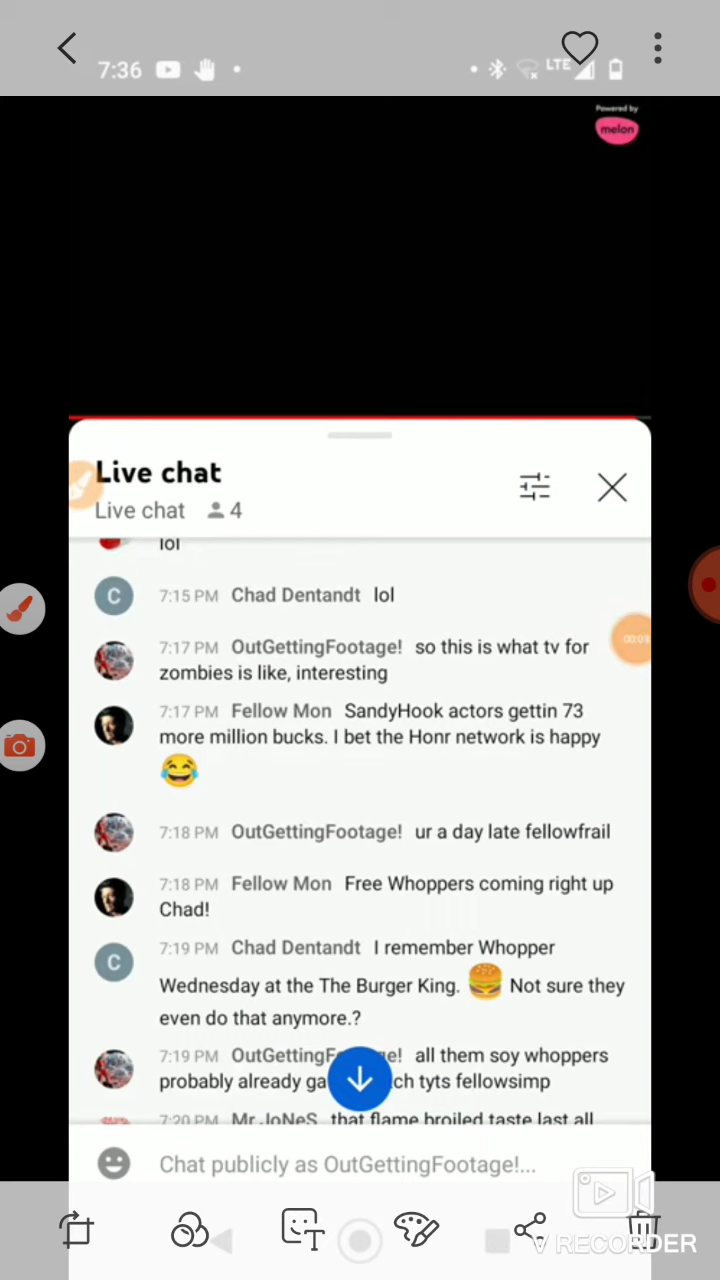 7:36
LTE
Powered by
melon
Live chat
Live chat 4
lol
C 7:15 PM Chad Dentandt lol
7:17 PM OutGettingFootage! so this is what tv for
zombies is like, interesting
00:01
7:17 PM Fellow Mon SandyHook actors gettin 73
more million bucks. I bet the Honr network is happy
😂
7:18 PM OutGettingFootage! ur a day late fellowfrail
7:18 PM Fellow Mon Free Whoppers coming right up
Chad!
C 7:19 PM Chad Dentandt I remember Whopper
Wednesday at the The Burger King. 🍔 Not sure they
even do that anymore.?
7:19 PM e! all them soy whoppers
probably already tyts fellowsimp
7:20 PM Mr.JoNeS that flame broiled taste last all
Chat publicly as OutGettingFootage!...
T
V RECORDER